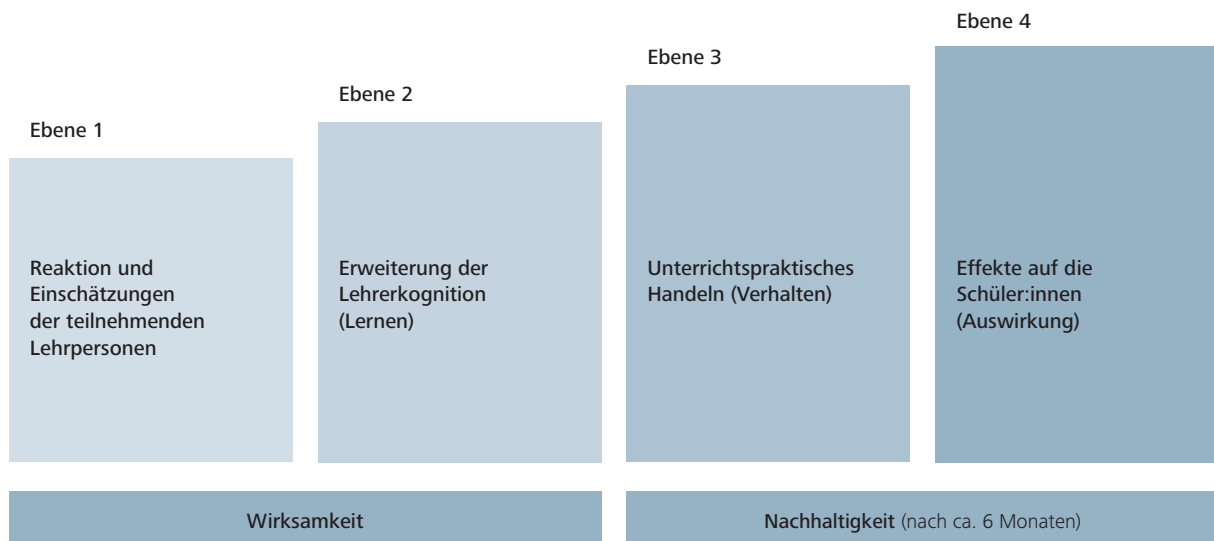 Ebene 1
Reaktion und
Einschätzungen
der teilnehmenden
Lehrpersonen
Ebene 2
Erweiterung der
Lehrerkognition
(Lernen)
Ebene 3
Unterrichtspraktisches
Handeln (Verhalten)
Ebene 4
Effekte auf die
Schüler:innen
(Auswirkung)
Wirksamkeit
Nachhaltigkeit (nach ca. 6 Monaten)